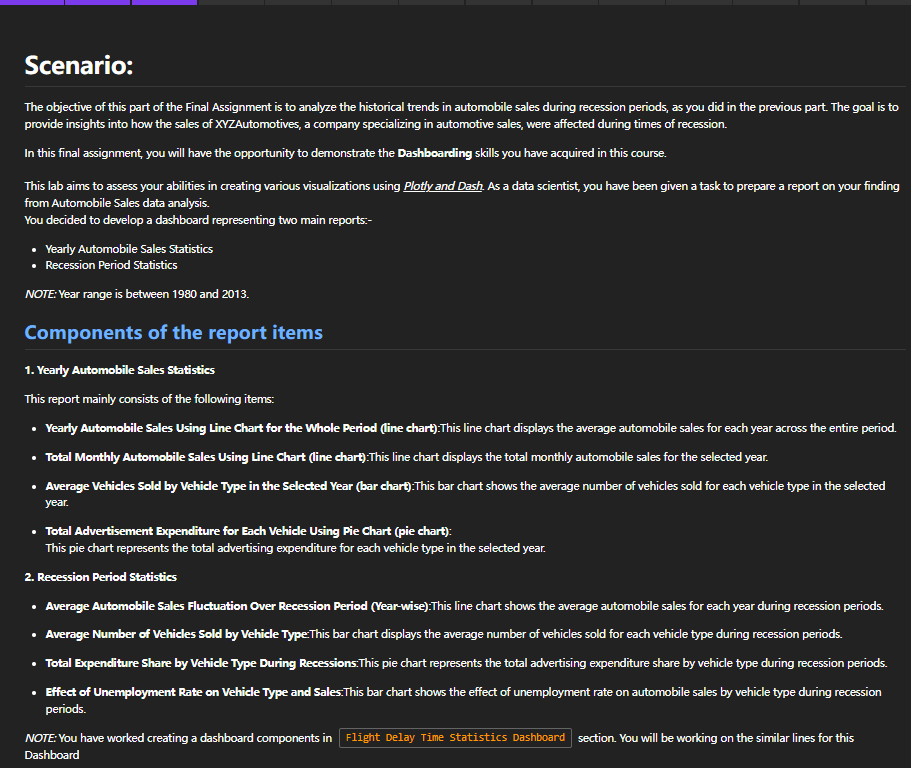 Scenario:
The objective of this part of the Final Assignment is to analyze the historical trends in automobile sales during recession periods, as you did in the previous part. The goal is to
provide insights into how the sales of XYZAutomotives, a company specializing in automotive sales, were affected during times of recession.
In this final assignment, you will have the opportunity to demonstrate the Dashboarding skills you have acquired in this course.
This lab aims to assess your abilities in creating various visualizations using Plotly and Dash. As a data scientist, you have been given a task to prepare a report on your finding
from Automobile Sales data analysis.
You decided to develop a dashboard representing two main reports:-
• Yearly Automobile Sales Statistics
• Recession Period Statistics
NOTE: Year range is between 1980 and 2013.
Components of the report items
1. Yearly Automobile Sales Statistics
This report mainly consists of the following items:
• Yearly Automobile Sales Using Line Chart for the Whole Period (line chart):This line chart displays the average automobile sales for each year across the entire period.
• Total Monthly Automobile Sales Using Line Chart (line chart):This line chart displays the total monthly automobile sales for the selected year.
• Average Vehicles Sold by Vehicle Type in the Selected Year (bar chart):This bar chart shows the average number of vehicles sold for each vehicle type in the selected
year.
• Total Advertisement Expenditure for Each Vehicle Using Pie Chart (pie chart):
This pie chart represents the total advertising expenditure for each vehicle type in the selected year.
2. Recession Period Statistics
• Average Automobile Sales Fluctuation Over Recession Period (Year-wise):This line chart shows the average automobile sales for each year during recession periods.
• Average Number of Vehicles Sold by Vehicle Type:This bar chart displays the average number of vehicles sold for each vehicle type during recession periods.
• Total Expenditure Share by Vehicle Type During Recessions:This pie chart represents the total advertising expenditure share by vehicle type during recession periods.
• Effect of Unemployment Rate on Vehicle Type and Sales:This bar chart shows the effect of unemployment rate on automobile sales by vehicle type during recession
periods.
NOTE: You have worked creating a dashboard components in Flight Delay Time Statistics Dashboard section. You will be working on the similar lines for this
Dashboard